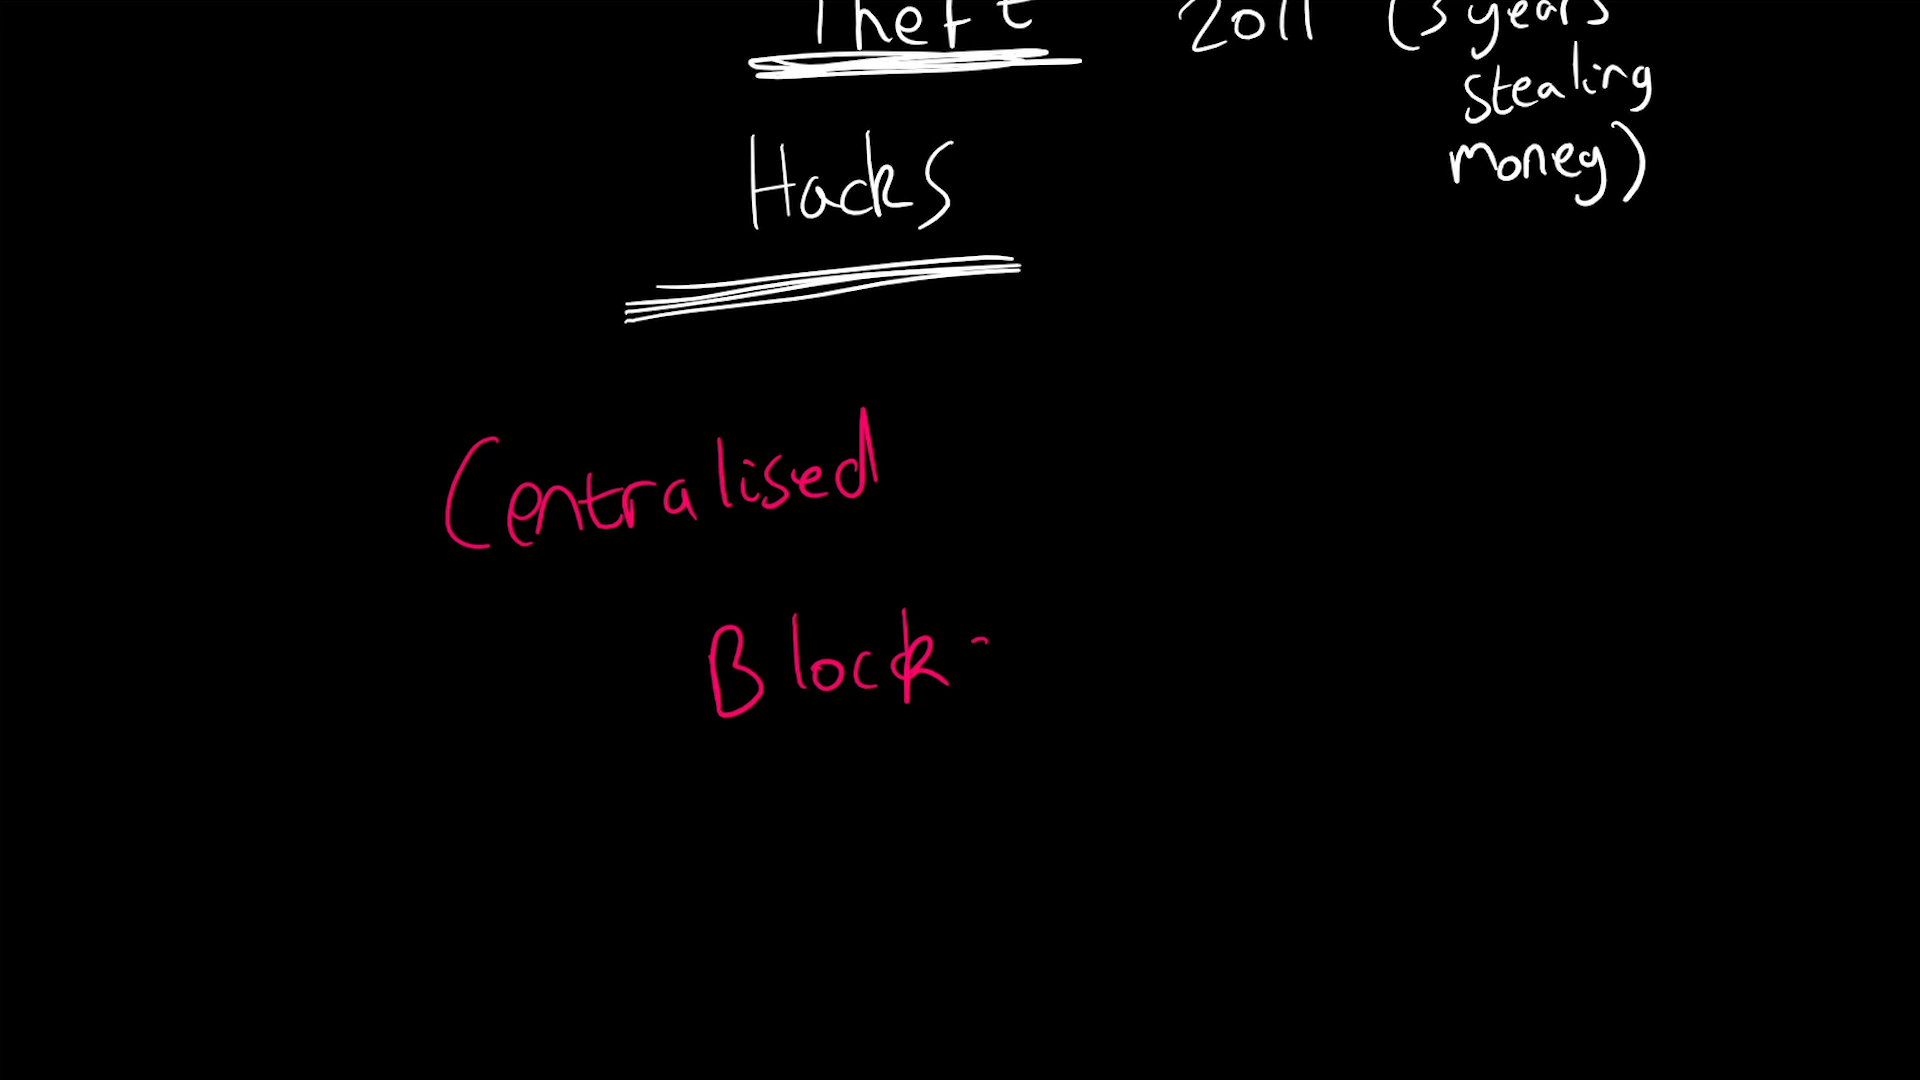 Theft 2011 (3 years
stealing
money)
Hacks
Centralised
Block